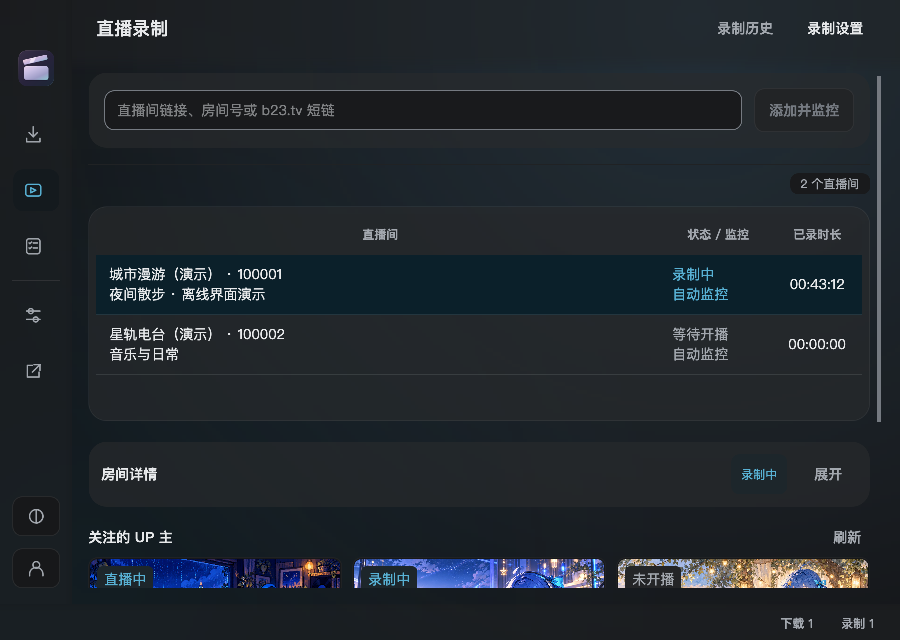 直播录制
录制历史
录制设置
直播间链接、房间号或 b23.tv 短链
添加并监控
2 个直播间
直播间
状态 / 监控
已录时长
城市漫游（演示） · 100001
夜间散步 · 离线界面演示
录制中
自动监控
00:43:12
星轨电台（演示） · 100002
音乐与日常
等待开播
自动监控
00:00:00
房间详情
录制中
展开
关注的 UP 主
刷新
直播中
录制中
未开播
下载 1
录制 1